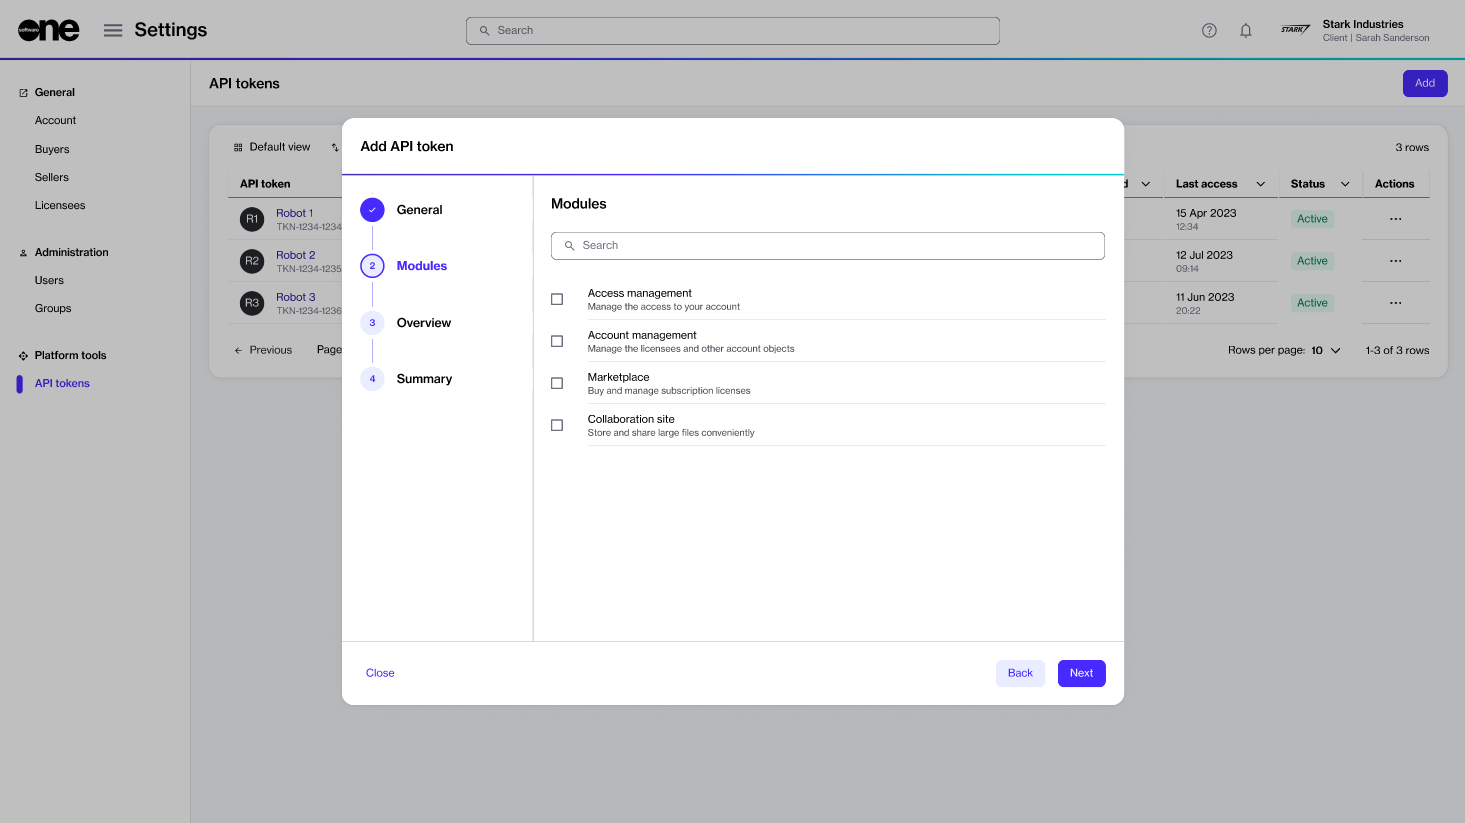 software one
Settings
Search
STARK
Stark Industries
Client | Sarah Sanderson
General
Account
Buyers
Sellers
Licensees
Administration
Users
Groups
Platform tools
API tokens
API tokens
Add
Default view
3 rows
API token
Last access
Status
Actions
R1
Robot 1
TKN-1234-1234
15 Apr 2023
12:34
Active
R2
Robot 2
TKN-1234-1235
12 Jul 2023
09:14
Active
R3
Robot 3
TKN-1234-1236
11 Jun 2023
20:22
Active
Previous
Page
Rows per page: 10
1-3 of 3 rows
Add API token
General
2
Modules
3
Overview
4
Summary
Modules
Search
Access management
Manage the access to your account
Account management
Manage the licensees and other account objects
Marketplace
Buy and manage subscription licenses
Collaboration site
Store and share large files conveniently
Close
Back
Next